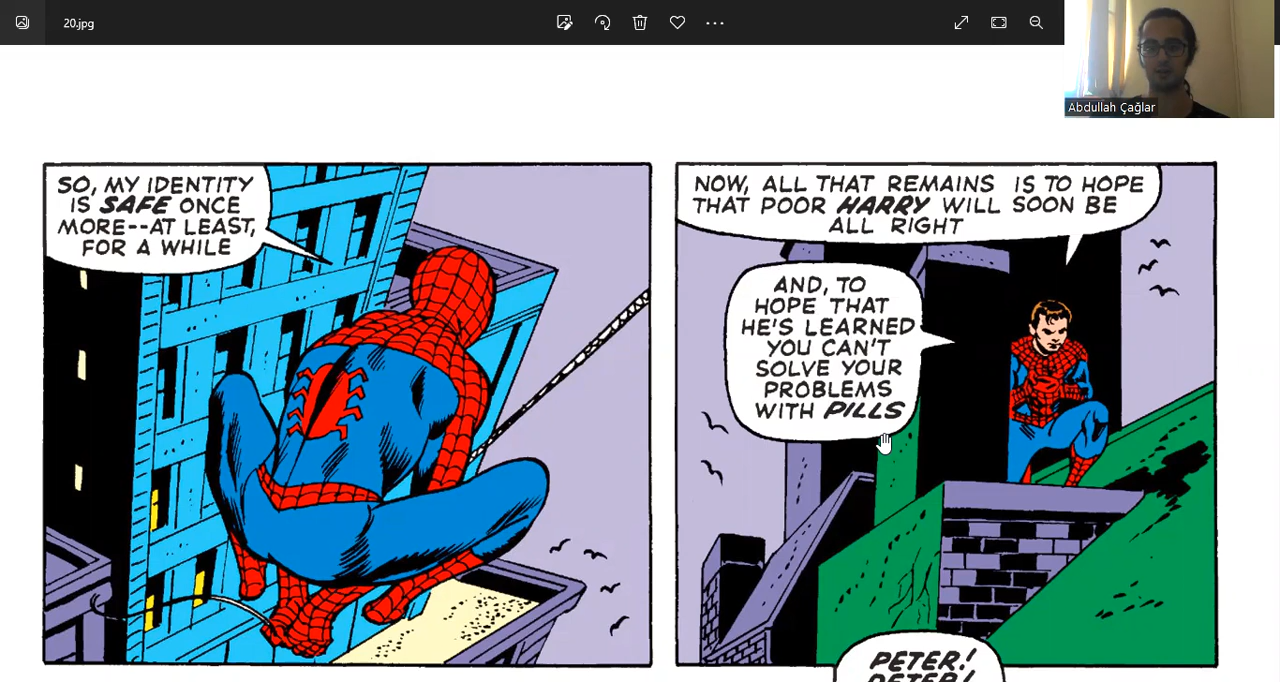 20.jpg
Abdullah Çağlar
SO, MY IDENTITY
IS SAFE ONCE
MORE--AT LEAST,
FOR A WHILE
NOW, ALL THAT REMAINS IS TO HOPE
THAT POOR HARRY WILL SOON BE
ALL RIGHT
AND, TO
HOPE THAT
HE'S LEARNED
YOU CAN'T
SOLVE YOUR
PROBLEMS
WITH PILLS
PETER!
PETER!